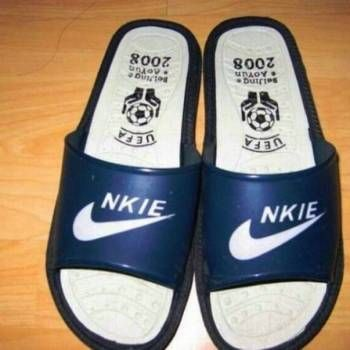 UEFA
BeiJing
AoYun
2008
NKIE
UEFA
BeiJing
AoYun
2008
NKIE